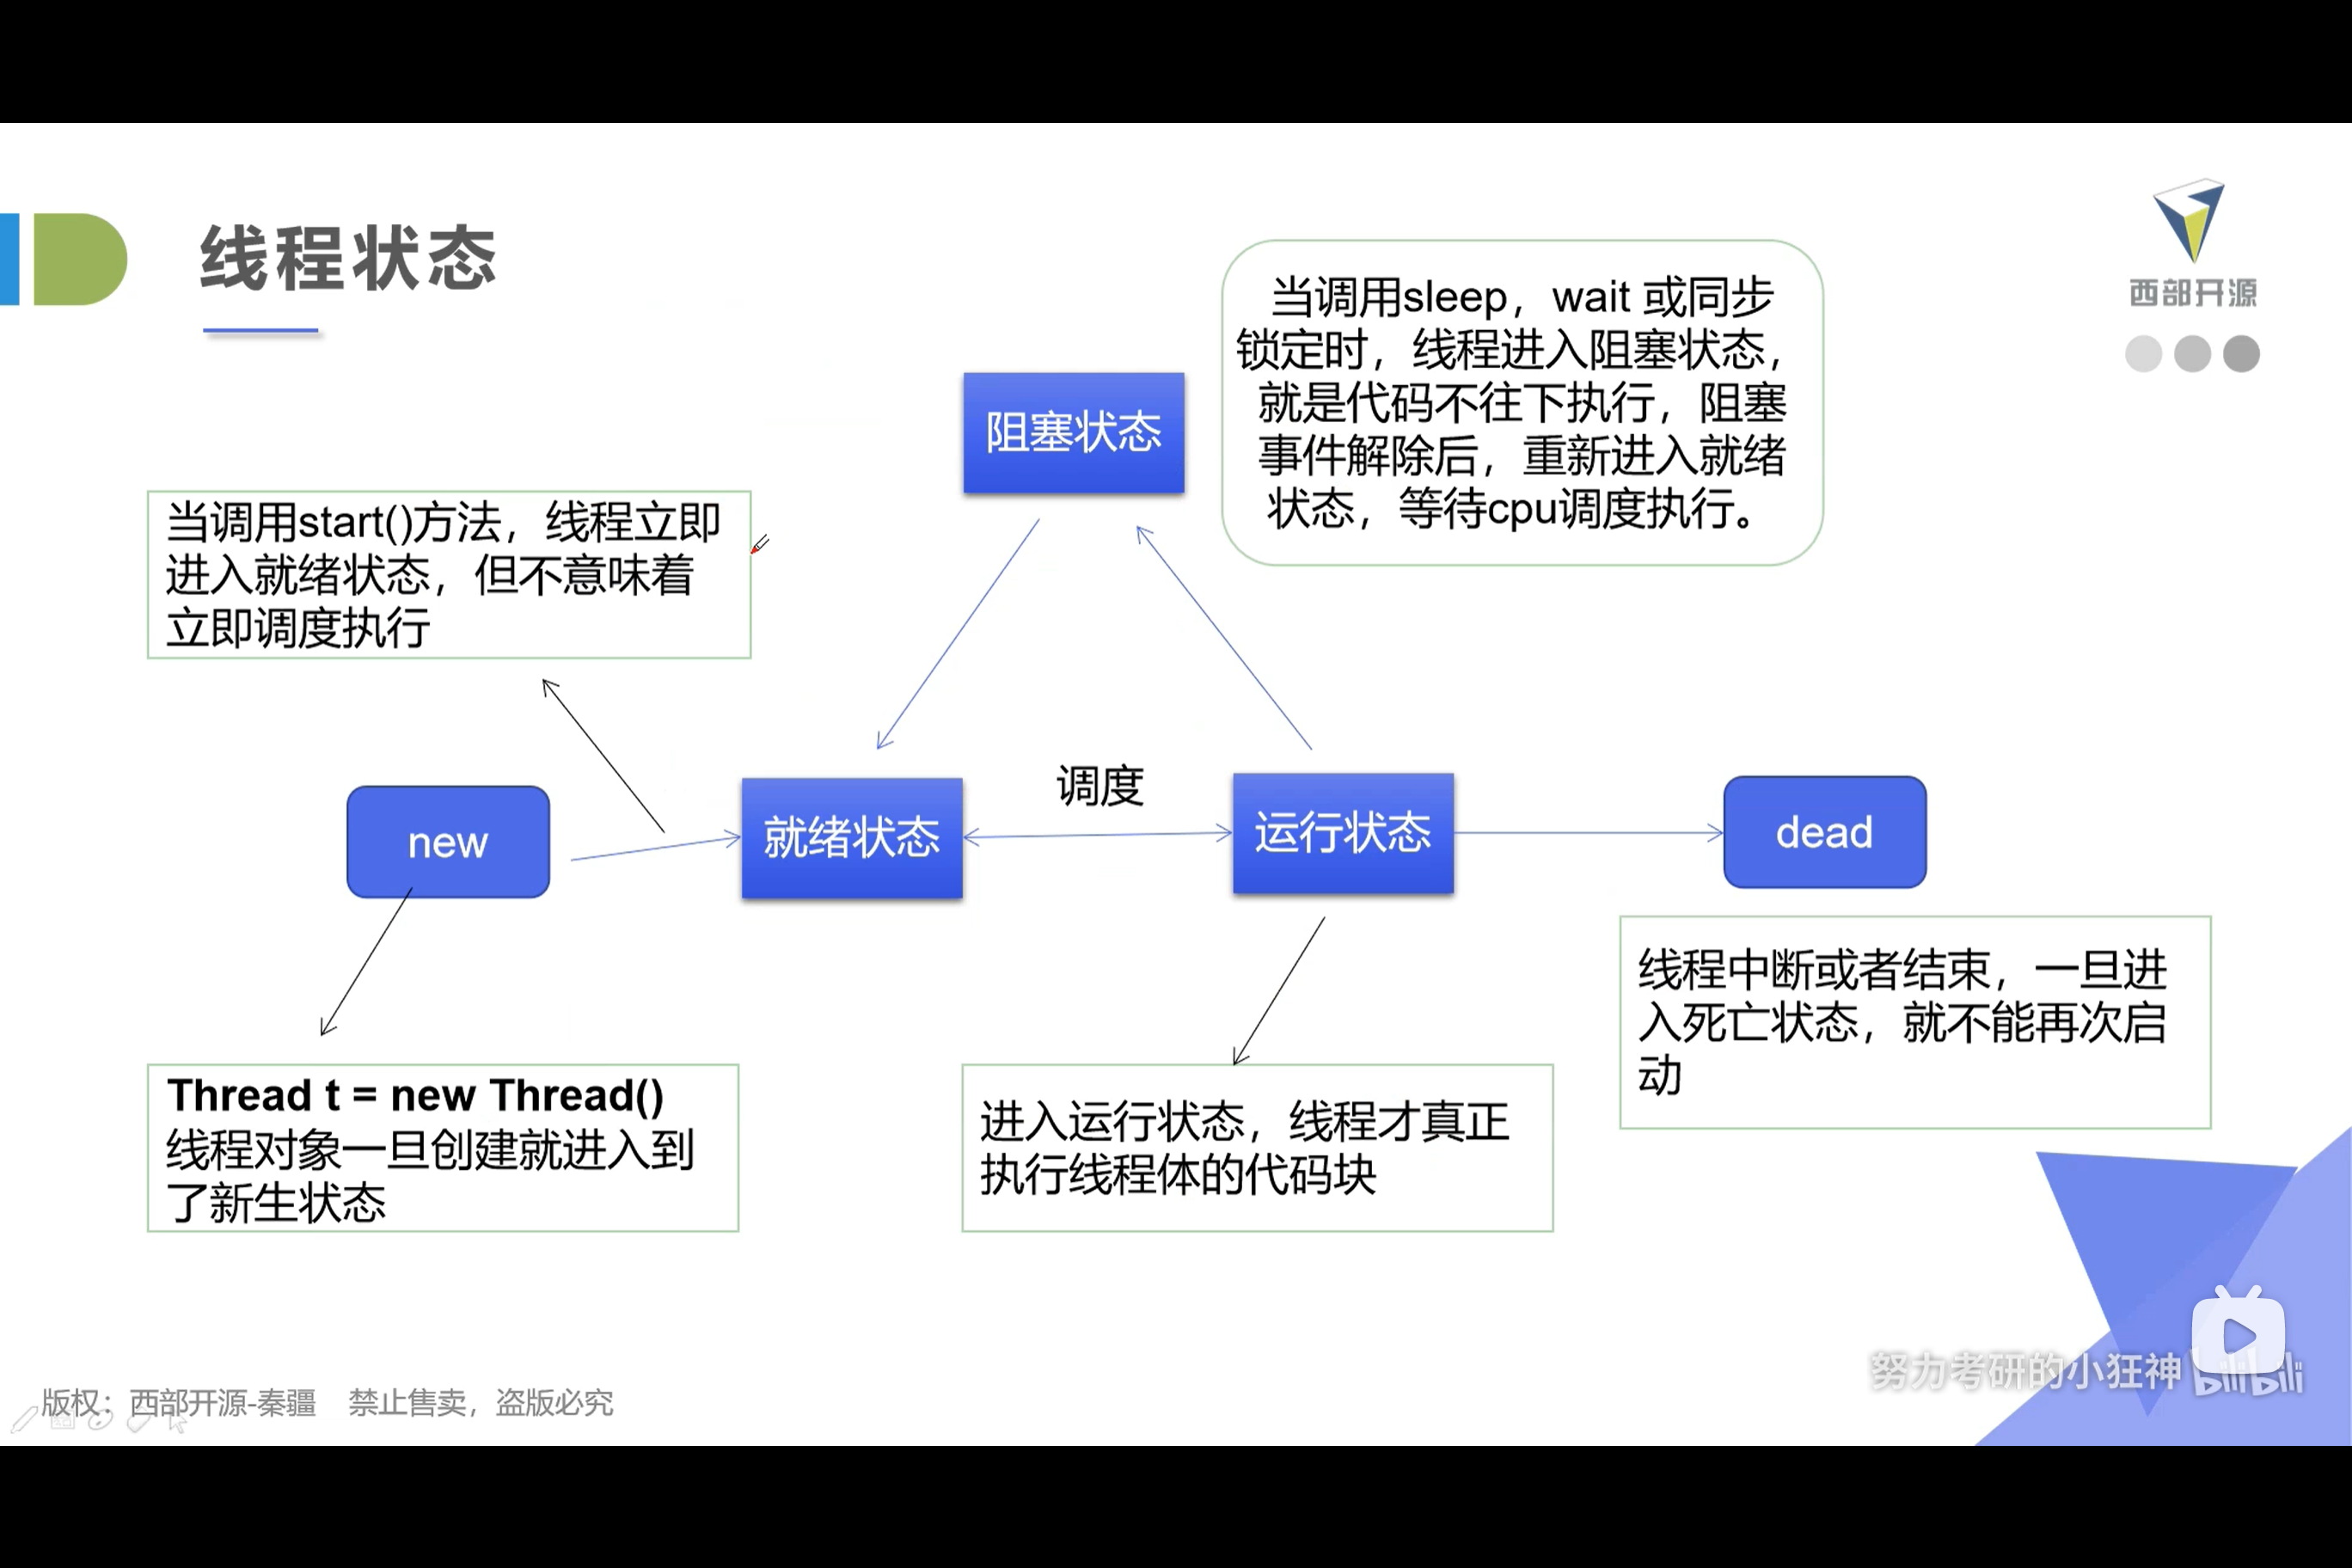 线程状态
西部开源
当调用sleep，wait 或同步
锁定时，线程进入阻塞状态，
就是代码不往下执行，阻塞
事件解除后，重新进入就绪
状态，等待cpu调度执行。
阻塞状态
当调用start()方法，线程立即
进入就绪状态，但不意味着
立即调度执行
调度
new
就绪状态
运行状态
dead
线程中断或者结束，一旦进
入死亡状态，就不能再次启
动
Thread t = new Thread()
线程对象一旦创建就进入到
了新生状态
进入运行状态，线程才真正
执行线程体的代码块
努力考研的小狂神
bilibili
版权：西部开源-秦疆 禁止售卖，盗版必究